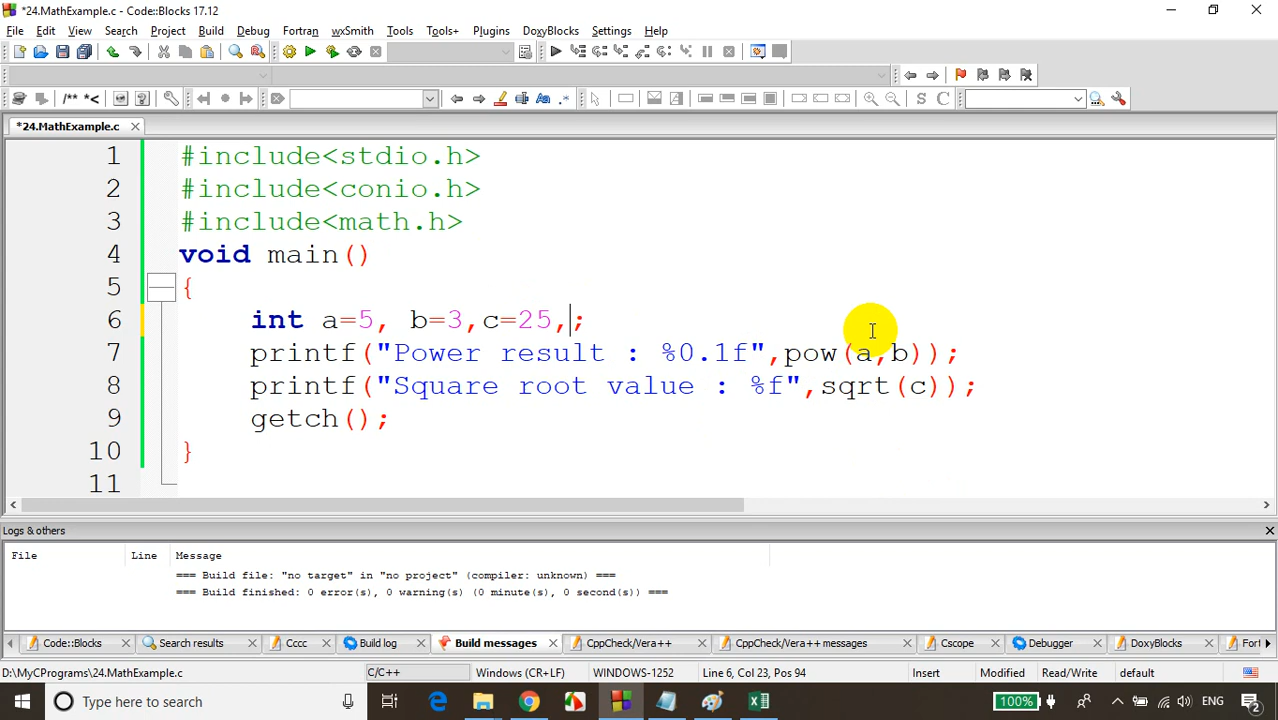 *24.MathExample.c - Code::Blocks 17.12
File Edit View Search Project Build Debug Fortran wxSmith Tools Tools+ Plugins DoxyBlocks Settings Help
/** *< S C
*24.MathExample.c
1 #include<stdio.h>
2 #include<conio.h>
3 #include<math.h>
4 void main()
5 {
6 int a=5, b=3,c=25,;
7 printf("Power result : %0.1f",pow(a,b));
8 printf("Square root value : %f",sqrt(c));
9 getch();
10 }
11
Logs & others
File Line Message
=== Build file: "no target" in "no project" (compiler: unknown) ===
=== Build finished: 0 error(s), 0 warning(s) (0 minute(s), 0 second(s)) ===
Code::Blocks Search results Cccc Build log Build messages CppCheck/Vera++ CppCheck/Vera++ messages Cscope Debugger DoxyBlocks Fort
D:\MyCPrograms\24.MathExample.c C/C++ Windows (CR+LF) WINDOWS-1252 Line 6, Col 23, Pos 94 Insert Modified Read/Write default
Type here to search 100% ENG 2